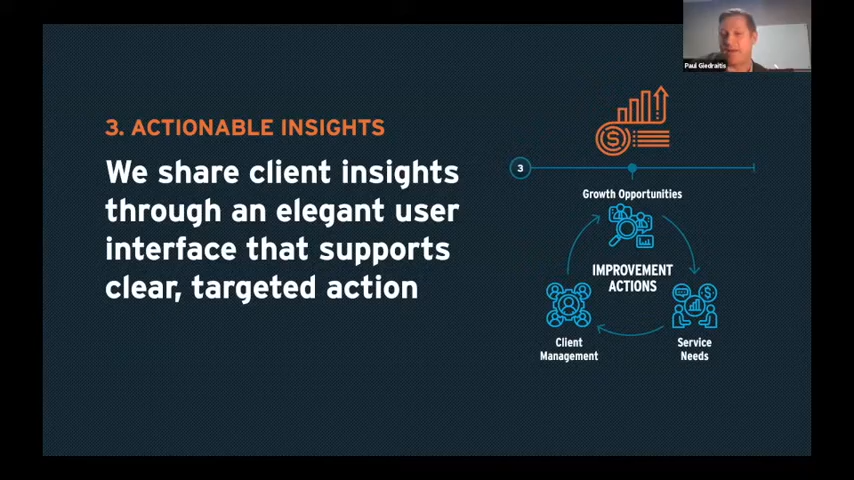 Paul Giedraitis
3. ACTIONABLE INSIGHTS
We share client insights
through an elegant user
interface that supports
clear, targeted action
3
Growth Opportunities
IMPROVEMENT
ACTIONS
Client
Management
Service
Needs